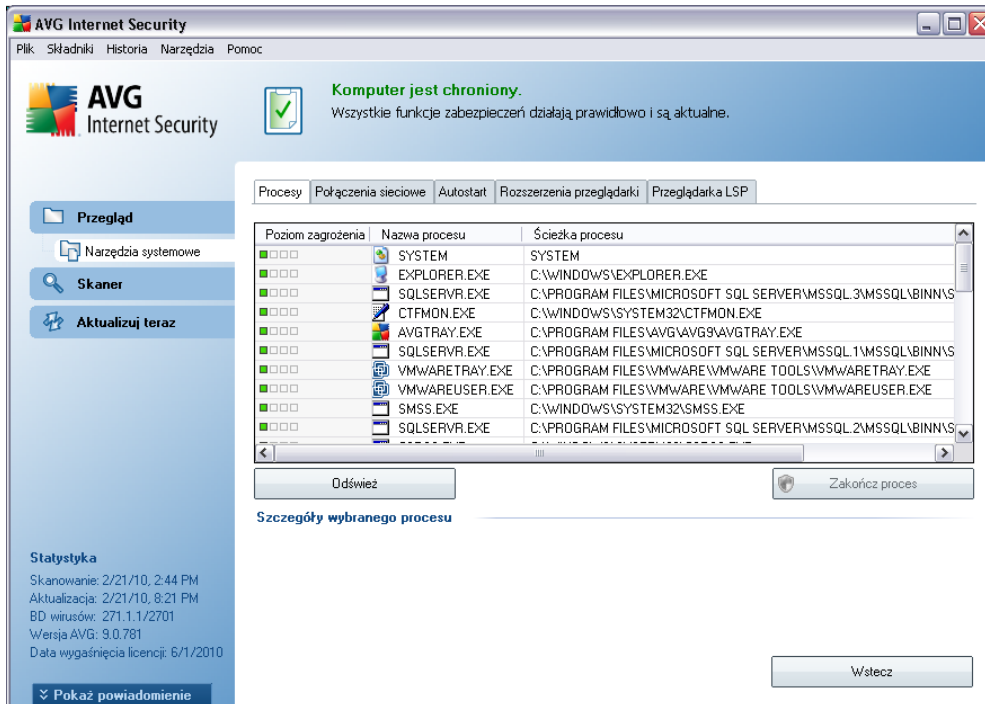 AVG Internet Security
Plik Składniki Historia Narzędzia Pomoc
AVG
Internet Security
Komputer jest chroniony.
Wszystkie funkcje zabezpieczeń działają prawidłowo i są aktualne.
Przegląd
Narzędzia systemowe
Skaner
Aktualizuj teraz
Procesy Połączenia sieciowe Autostart Rozszerzenia przeglądarki Przeglądarka LSP
Poziom zagrożenia Nazwa procesu Ścieżka procesu
SYSTEM SYSTEM
EXPLORER.EXE C:\WINDOWS\EXPLORER.EXE
SQLSERVR.EXE C:\PROGRAM FILES\MICROSOFT SQL SERVER\MSSQL.3\MSSQL\BINN\S
CTFMON.EXE C:\WINDOWS\SYSTEM32\CTFMON.EXE
AVGTRAY.EXE C:\PROGRAM FILES\AVG\AVG9\AVGTRAY.EXE
SQLSERVR.EXE C:\PROGRAM FILES\MICROSOFT SQL SERVER\MSSQL.1\MSSQL\BINN\S
VMWARETRAY.EXE C:\PROGRAM FILES\VMWARE\VMWARE TOOLS\VMWARETRAY.EXE
VMWAREUSER.EXE C:\PROGRAM FILES\VMWARE\VMWARE TOOLS\VMWAREUSER.EXE
SMSS.EXE C:\WINDOWS\SYSTEM32\SMSS.EXE
SQLSERVR.EXE C:\PROGRAM FILES\MICROSOFT SQL SERVER\MSSQL.2\MSSQL\BINN\S
Odśwież Zakończ proces
Szczegóły wybranego procesu
Statystyka
Skanowanie: 2/21/10, 2:44 PM
Aktualizacja: 2/21/10, 8:21 PM
BD wirusów: 271.1.1/2701
Wersja AVG: 9.0.781
Data wygaśnięcia licencji: 6/1/2010
Pokaż powiadomienie
Wstecz